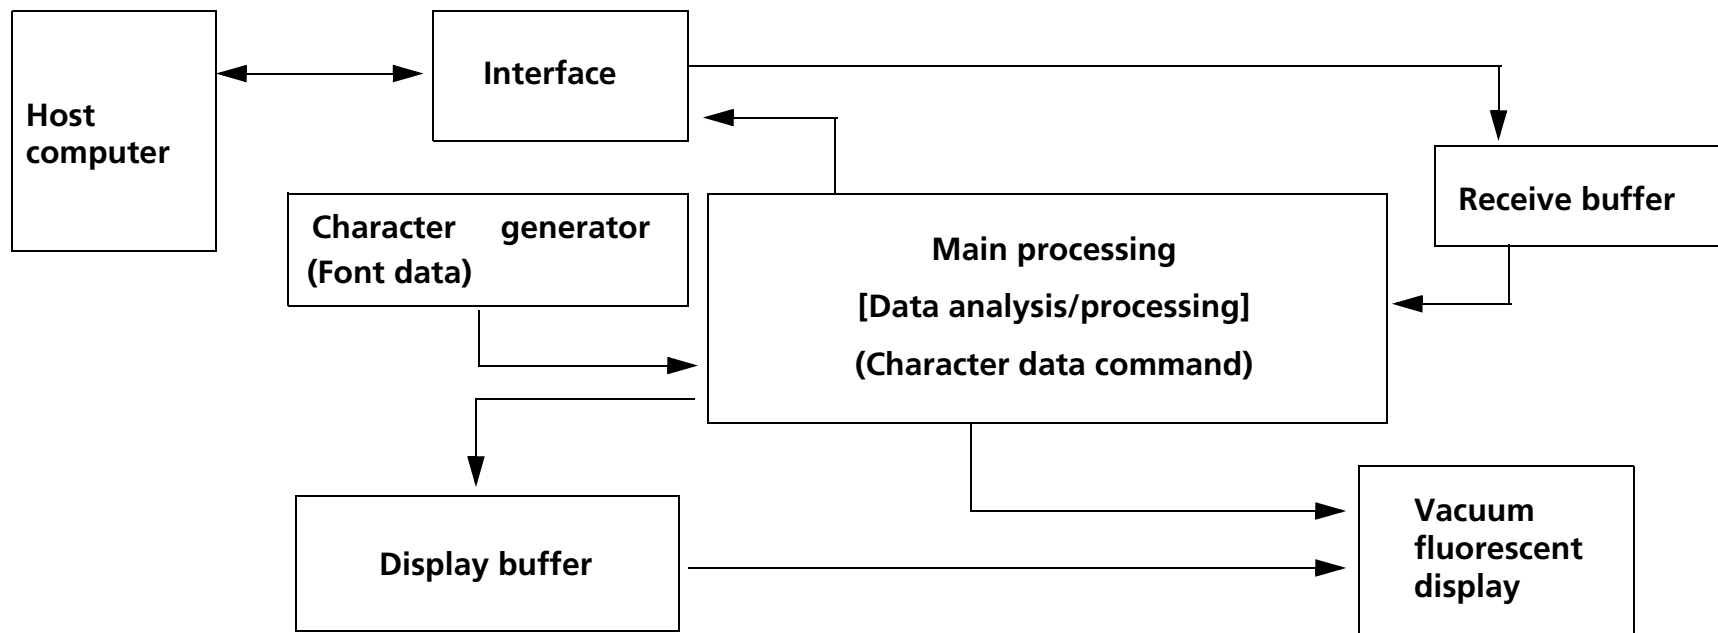 Host
computer
Interface
Receive buffer
Character generator
(Font data)
Main processing
[Data analysis/processing]
(Character data command)
Display buffer
Vacuum
fluorescent
display